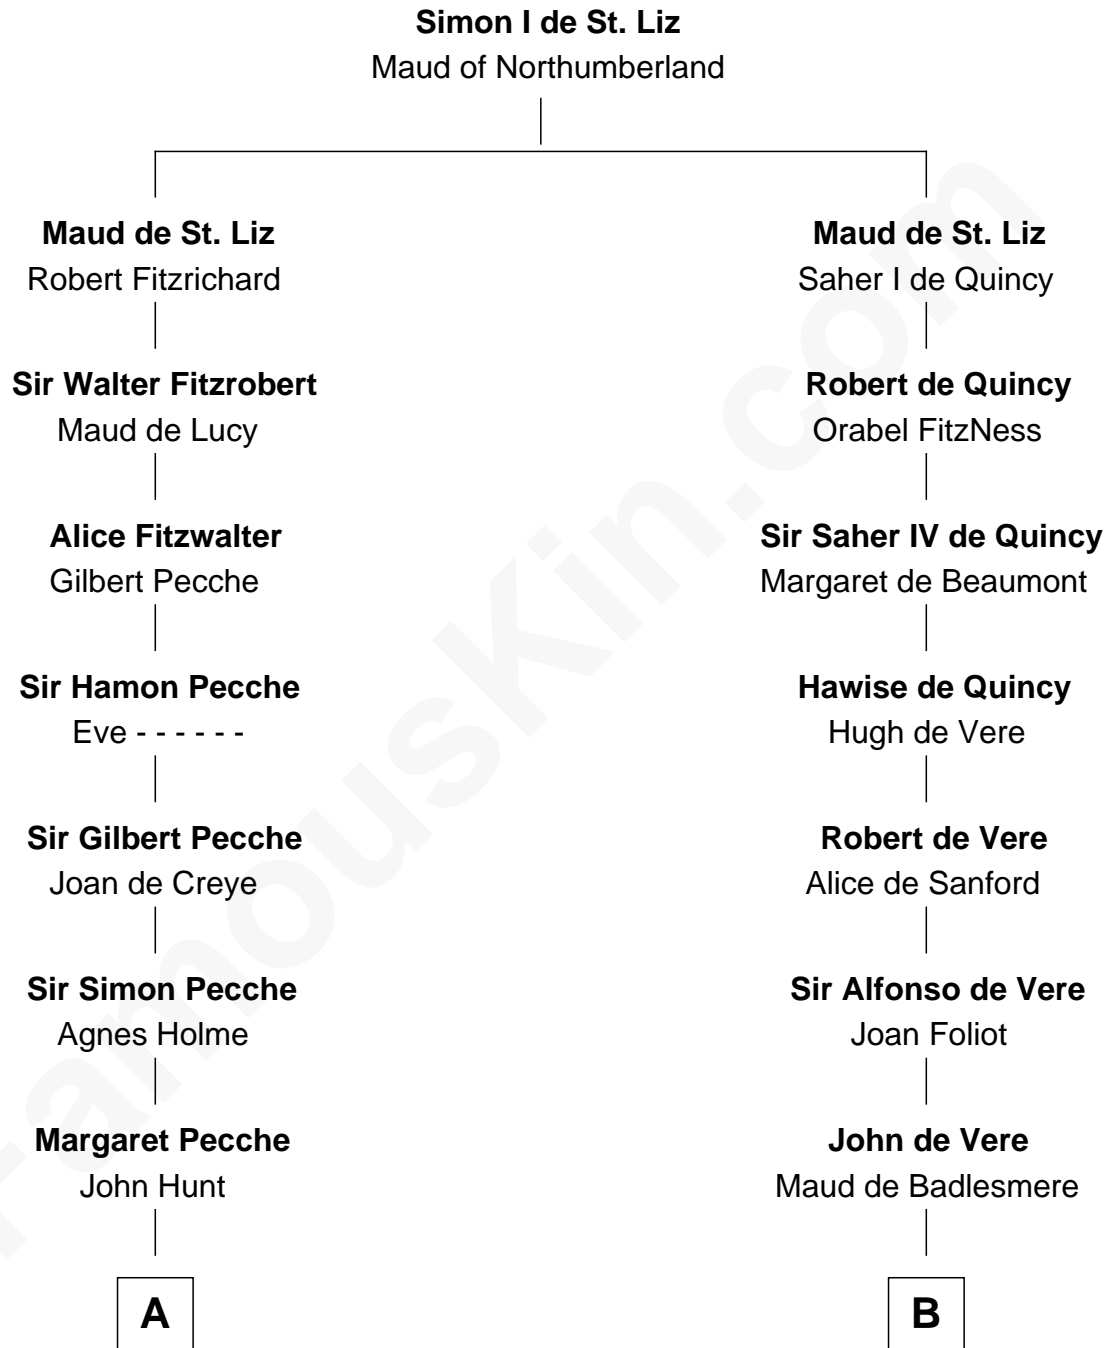 Simon I de St. Liz
Maud of Northumberland
Maud de St. Liz
Robert Fitzrichard
Sir Walter Fitzrobert
Maud de Lucy
Alice Fitzwalter
Gilbert Pecche
Sir Hamon Pecche
Eve - - - - - -
Sir Gilbert Pecche
Joan de Creye
Sir Simon Pecche
Agnes Holme
Margaret Pecche
John Hunt
A
Maud de St. Liz
Saher I de Quincy
Robert de Quincy
Orabel FitzNess
Sir Saher IV de Quincy
Margaret de Beaumont
Hawise de Quincy
Hugh de Vere
Robert de Vere
Alice de Sanford
Sir Alfonso de Vere
Joan Foliot
John de Vere
Maud de Badlesmere
B
FamousKin.com